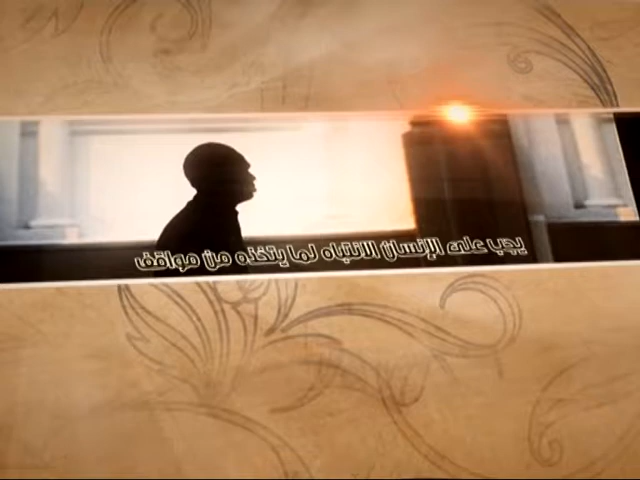 يجب على الإنسان الانتباه لما يتخذه من مواقف